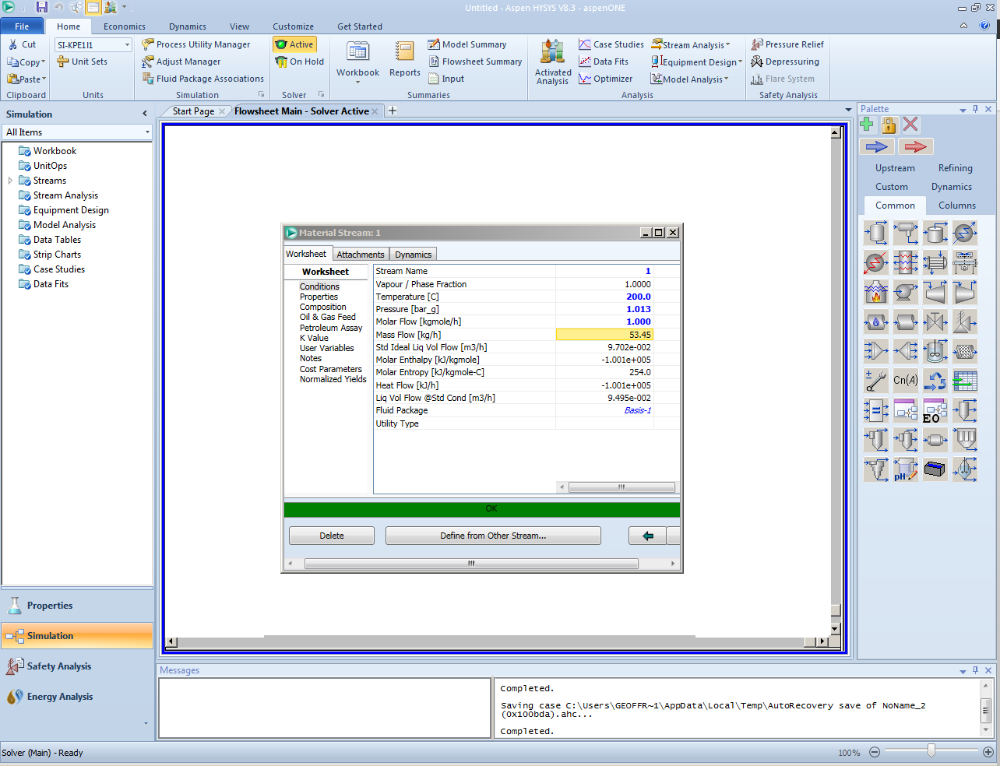 Untitled - Aspen HYSYS V8.3 - aspenONE
File Home Economics Dynamics View Customize Get Started
Cut
Copy
Paste
Clipboard
SI-KPE1I1
Unit Sets
Units
Process Utility Manager
Adjust Manager
Fluid Package Associations
Simulation
Active
On Hold
Solver
Workbook
Reports
Model Summary
Flowsheet Summary
Input
Summaries
Activated
Analysis
Case Studies
Data Fits
Optimizer
Stream Analysis
Equipment Design
Model Analysis
Analysis
Pressure Relief
Depressuring
Flare System
Safety Analysis
Simulation
All Items
Workbook
UnitOps
Streams
Stream Analysis
Equipment Design
Model Analysis
Data Tables
Strip Charts
Case Studies
Data Fits
Properties
Simulation
Safety Analysis
Energy Analysis
Start Page Flowsheet Main - Solver Active
Material Stream: 1
Worksheet Attachments Dynamics
Worksheet
Conditions
Properties
Composition
Oil & Gas Feed
Petroleum Assay
K Value
User Variables
Notes
Cost Parameters
Normalized Yields
Stream Name 1
Vapour / Phase Fraction 1.0000
Temperature [C] 200.0
Pressure [bar_g] 1.013
Molar Flow [kgmole/h] 1.000
Mass Flow [kg/h] 53.45
Std Ideal Liq Vol Flow [m3/h] 9.702e-002
Molar Enthalpy [kJ/kgmole] -1.001e+005
Molar Entropy [kJ/kgmole-C] 254.0
Heat Flow [kJ/h] -1.001e+005
Liq Vol Flow @Std Cond [m3/h] 9.495e-002
Fluid Package Basis-1
Utility Type
OK
Delete Define from Other Stream...
Palette
Upstream Refining
Custom Dynamics
Common Columns
Cn(A)
EO
pH
Messages
Completed.
Saving case C:\Users\GEOFFR~1\AppData\Local\Temp\AutoRecovery save of NoName_2
(0x100bda).ahc...
Completed.
Solver (Main) - Ready
100%